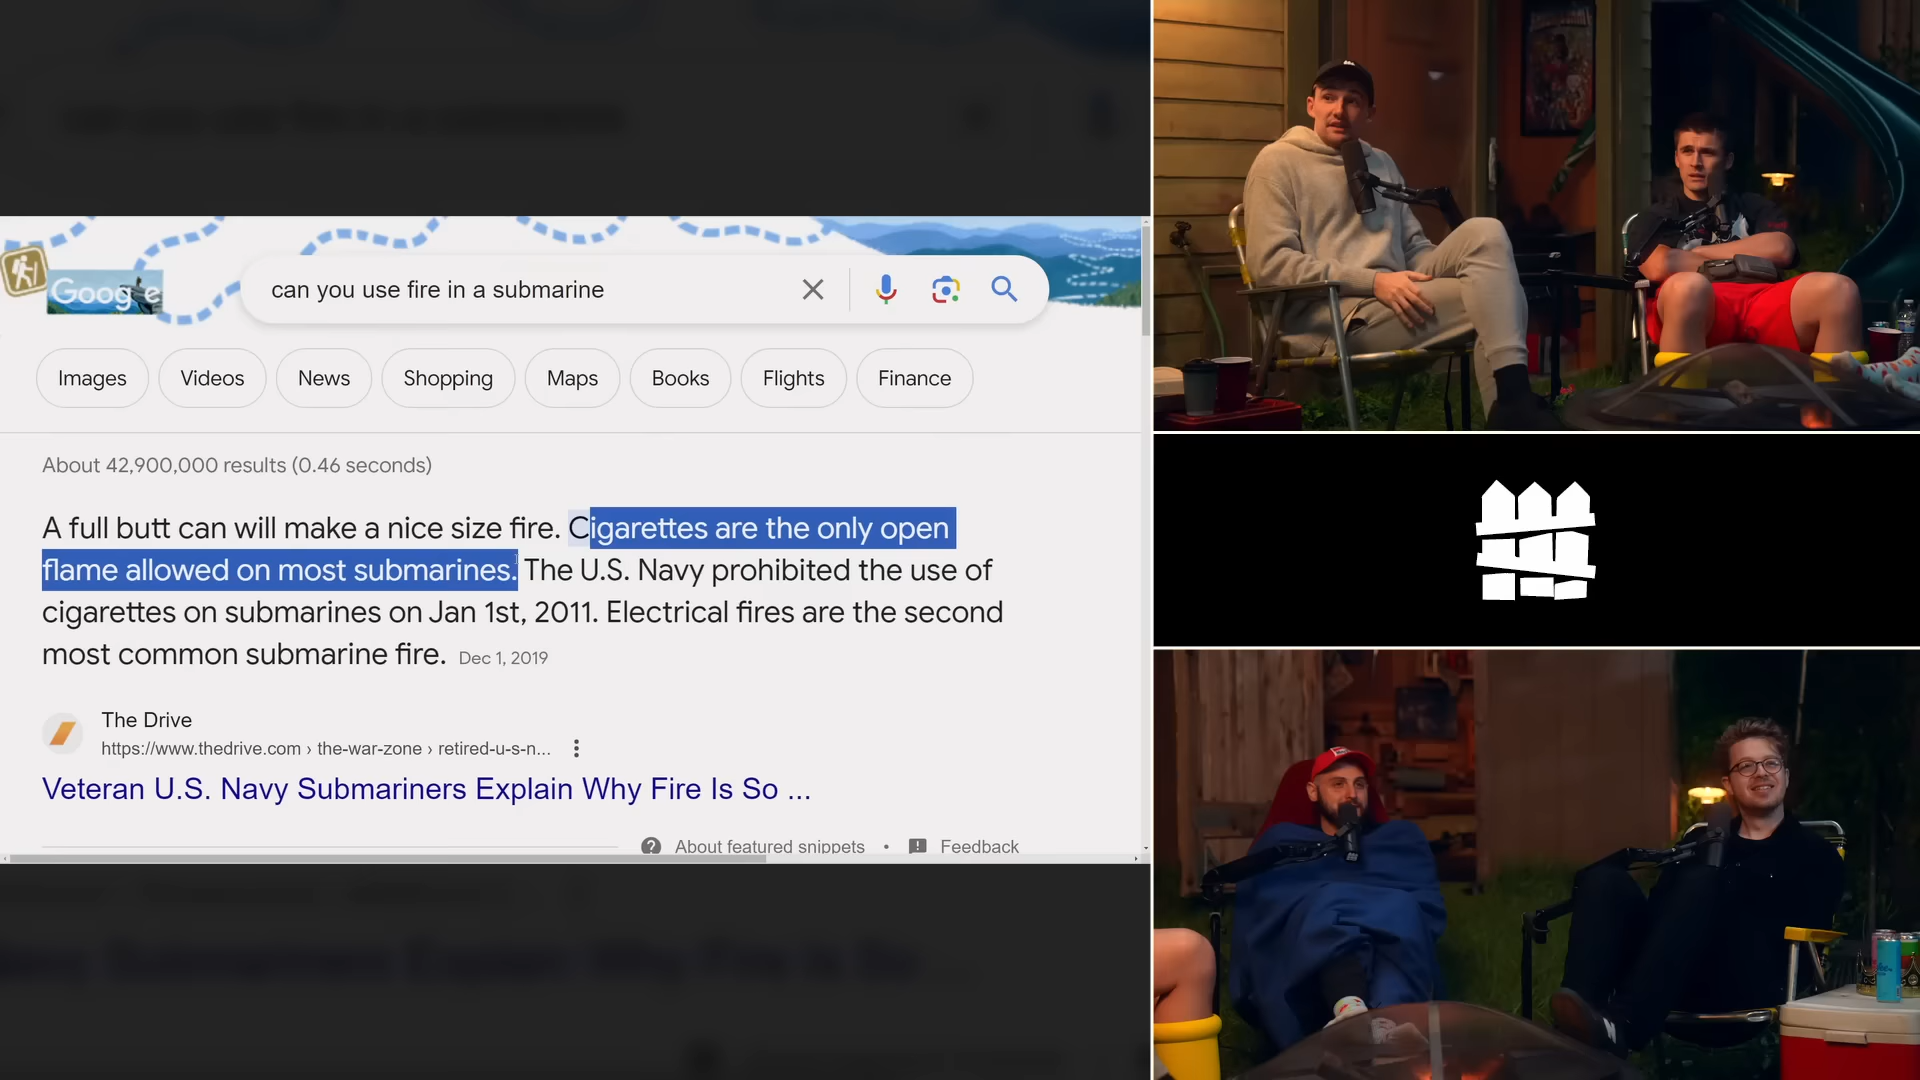 Google
can you use fire in a submarine
Images Videos News Shopping Maps Books Flights Finance
About 42,900,000 results (0.46 seconds)
A full butt can will make a nice size fire. Cigarettes are the only open
flame allowed on most submarines. The U.S. Navy prohibited the use of
cigarettes on submarines on Jan 1st, 2011. Electrical fires are the second
most common submarine fire. Dec 1, 2019
The Drive
https://www.thedrive.com › the-war-zone › retired-u-s-n...
Veteran U.S. Navy Submariners Explain Why Fire Is So ...
About featured snippets • Feedback